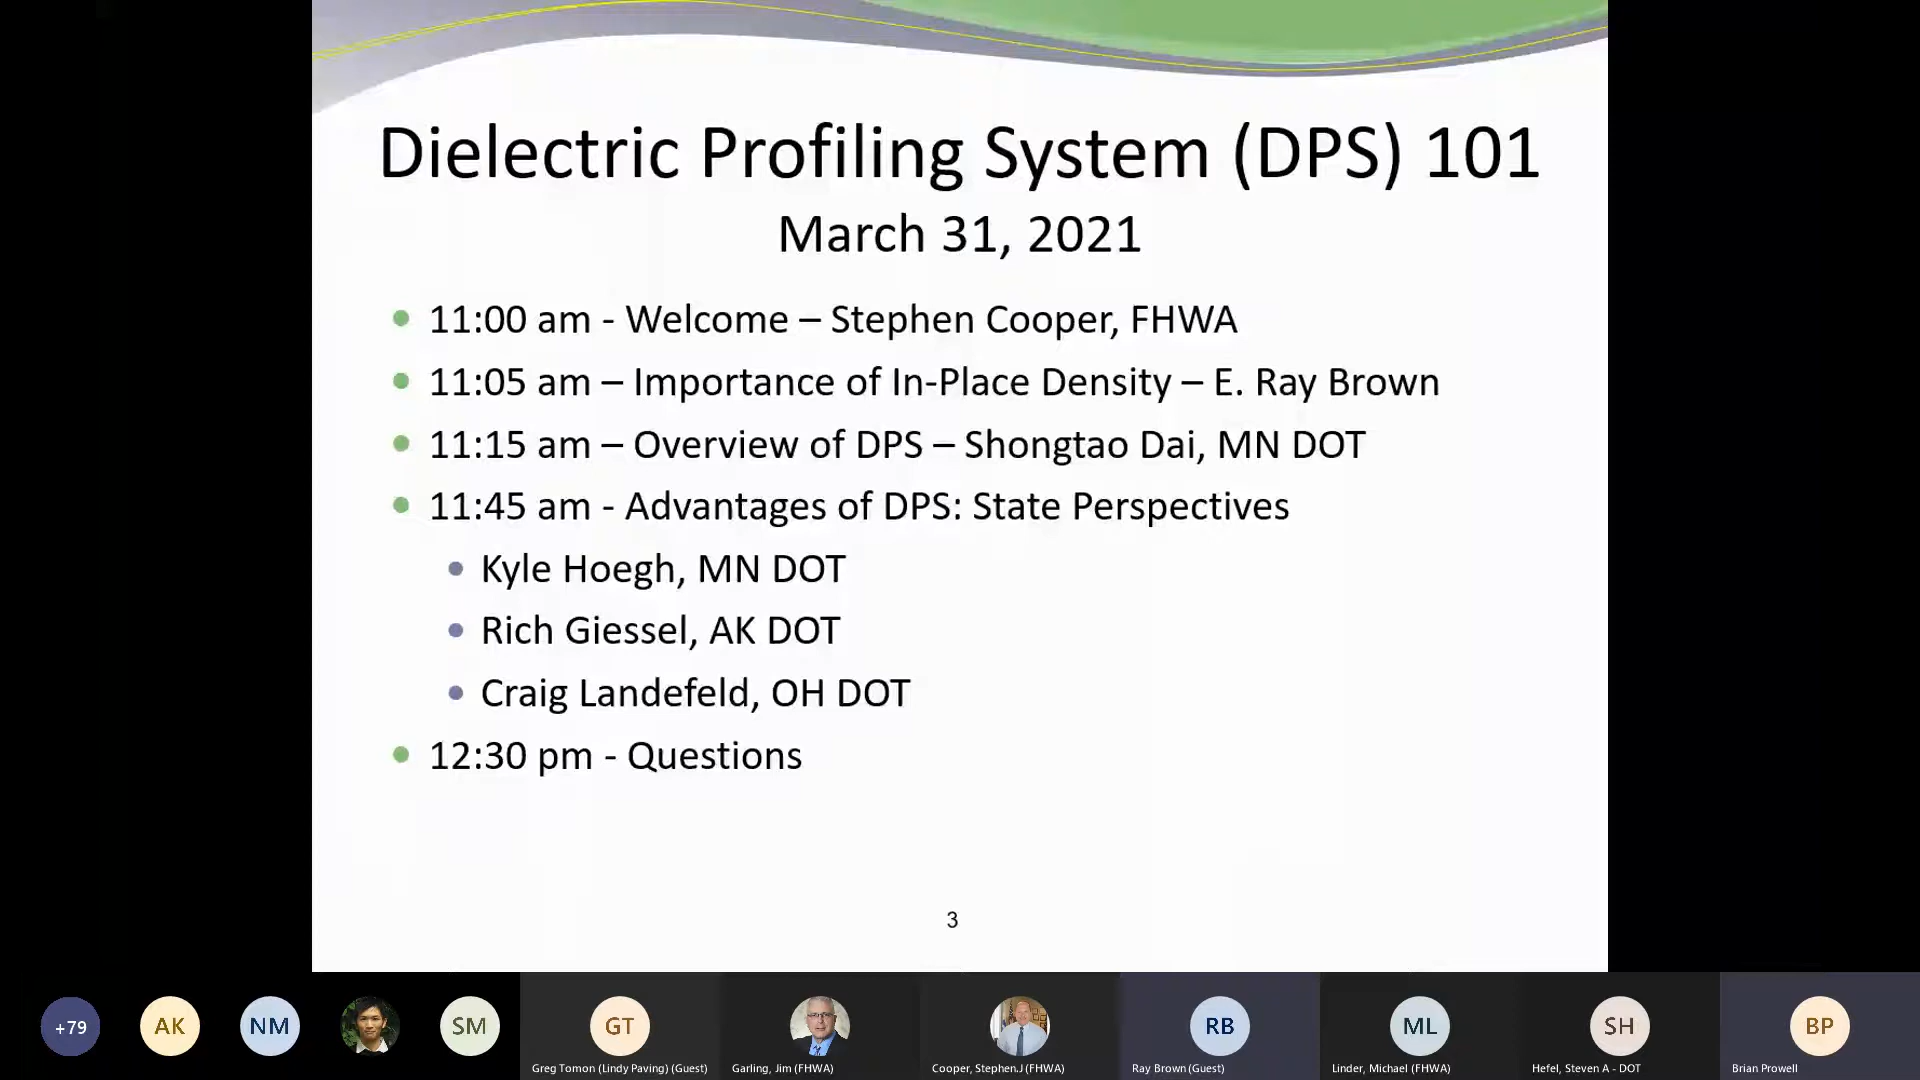 Dielectric Profiling System (DPS) 101
March 31, 2021
11:00 am - Welcome – Stephen Cooper, FHWA
11:05 am – Importance of In-Place Density – E. Ray Brown
11:15 am – Overview of DPS – Shongtao Dai, MN DOT
11:45 am - Advantages of DPS: State Perspectives
Kyle Hoegh, MN DOT
Rich Giessel, AK DOT
Craig Landefeld, OH DOT
12:30 pm - Questions
3
+79
AK
NM
SM
GT
RB
ML
SH
BP
Greg Tomon (Lindy Paving) (Guest)
Garling, Jim (FHWA)
Cooper, Stephen.J (FHWA)
Ray Brown (Guest)
Linder, Michael (FHWA)
Hefel, Steven A - DOT
Brian Prowell